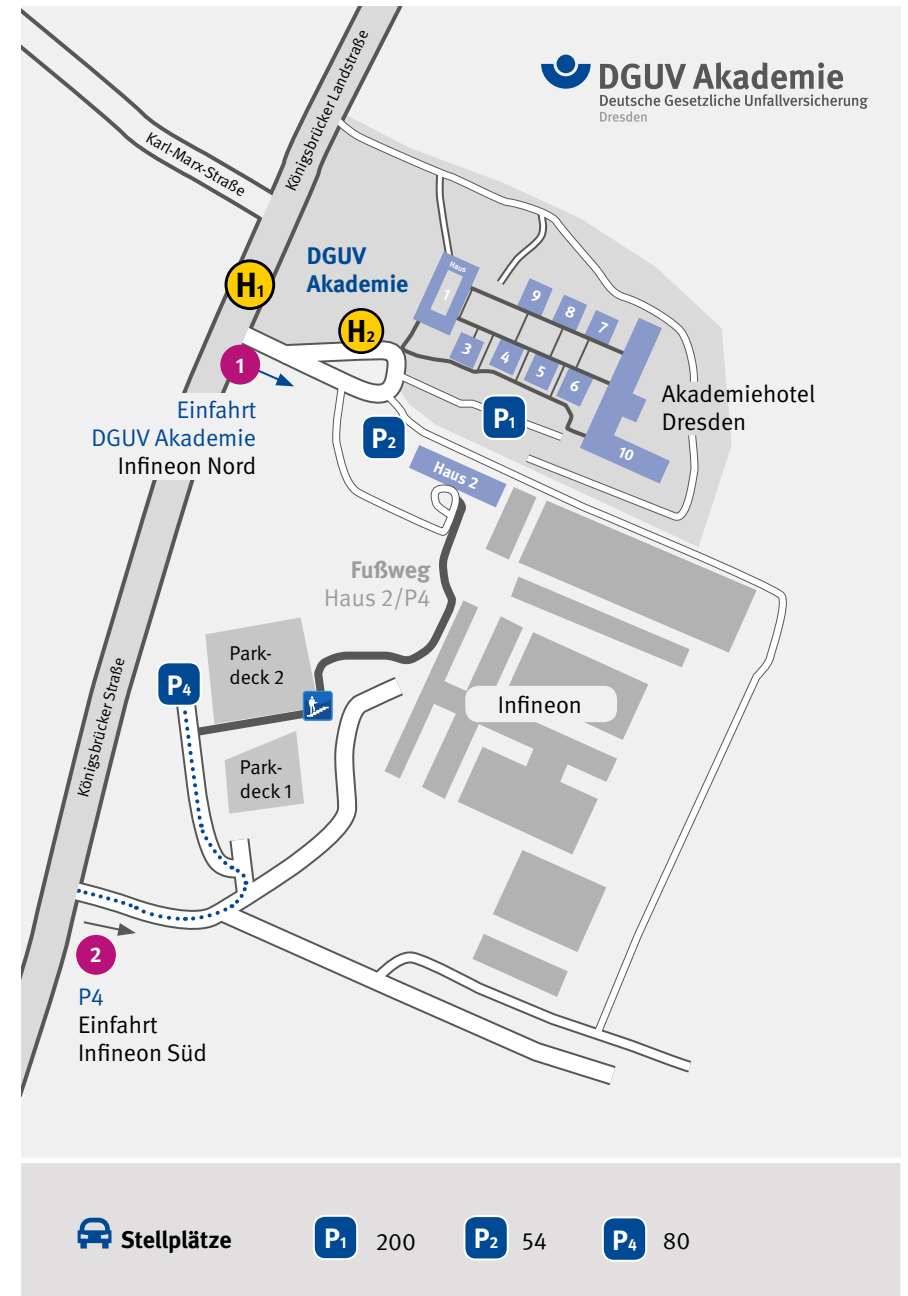 DGUV Akademie
Deutsche Gesetzliche Unfallversicherung
Dresden
Königsbrücker Landstraße
Karl-Marx-Straße
DGUV
Akademie
H1
H2
Haus
1
9
8
7
3
4
5
6
10
Akademiehotel
Dresden
1
Einfahrt
DGUV Akademie
Infineon Nord
P1
P2
Haus 2
Fußweg
Haus 2/P4
Park-
deck 2
P4
Infineon
Park-
deck 1
Königsbrücker Straße
2
P4
Einfahrt
Infineon Süd
Stellplätze P1 200 P2 54 P4 80